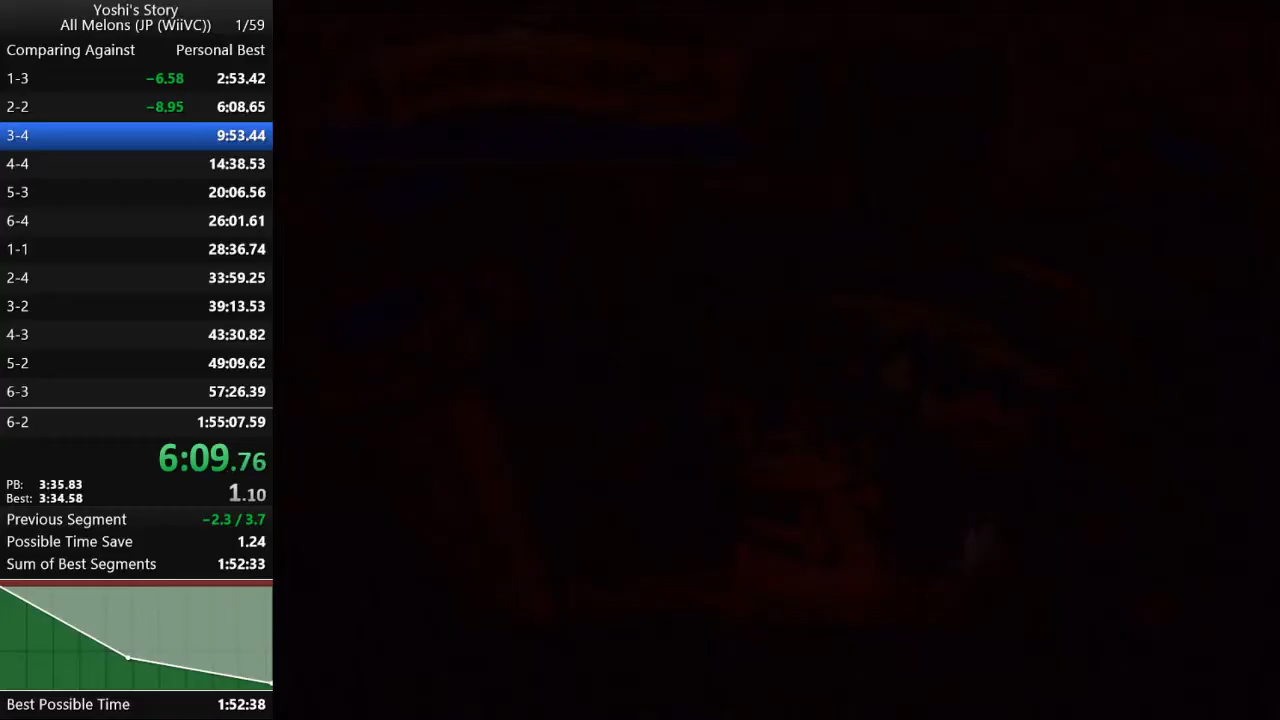 Yoshi's Story
All Melons (JP (WiiVC)) 1/59
Comparing Against Personal Best
1-3 −6.58 2:53.42
2-2 −8.95 6:08.65
3-4 9:53.44
4-4 14:38.53
5-3 20:06.56
6-4 26:01.61
1-1 28:36.74
2-4 33:59.25
3-2 39:13.53
4-3 43:30.82
5-2 49:09.62
6-3 57:26.39
6-2 1:55:07.59
6:09.76
PB: 3:35.83
Best: 3:34.58 1.10
Previous Segment −2.3 / 3.7
Possible Time Save 1.24
Sum of Best Segments 1:52:33
Best Possible Time 1:52:38